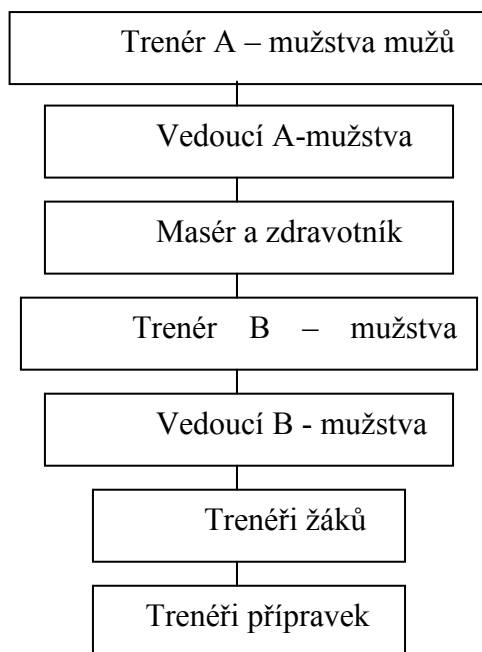 Trenér A – mužstva mužů
Vedoucí A-mužstva
Masér a zdravotník
Trenér B – mužstva
Vedoucí B - mužstva
Trenéři žáků
Trenéři přípravek